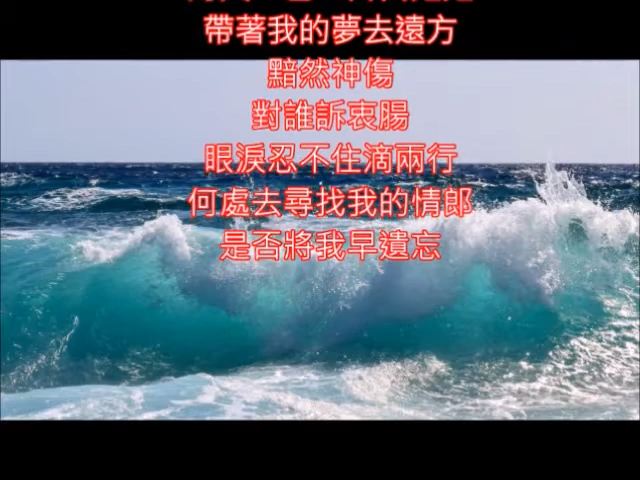 帶著我的夢去遠方
黯然神傷
對誰訴衷腸
眼淚忍不住滴兩行
何處去尋找我的情郎
是否將我早遺忘